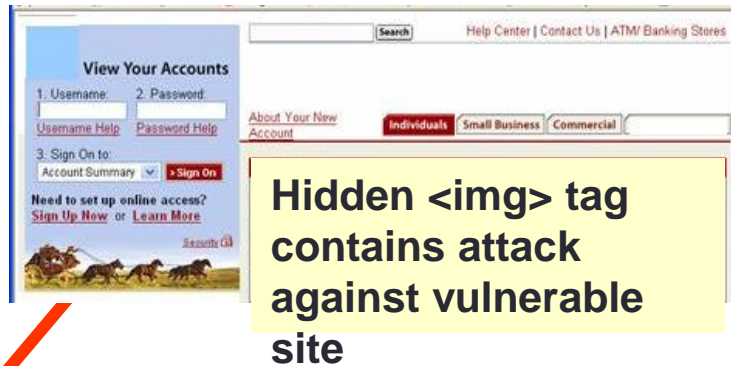 Search
Help Center | Contact Us | ATM/ Banking Stores
View Your Accounts
1. Username: 2. Password:
Username Help Password Help
3. Sign On to:
Account Summary Sign On
Need to set up online access?
Sign Up Now or Learn More
Security
About Your New
Account
Individuals Small Business Commercial
Hidden <img> tag
contains attack
against vulnerable
site